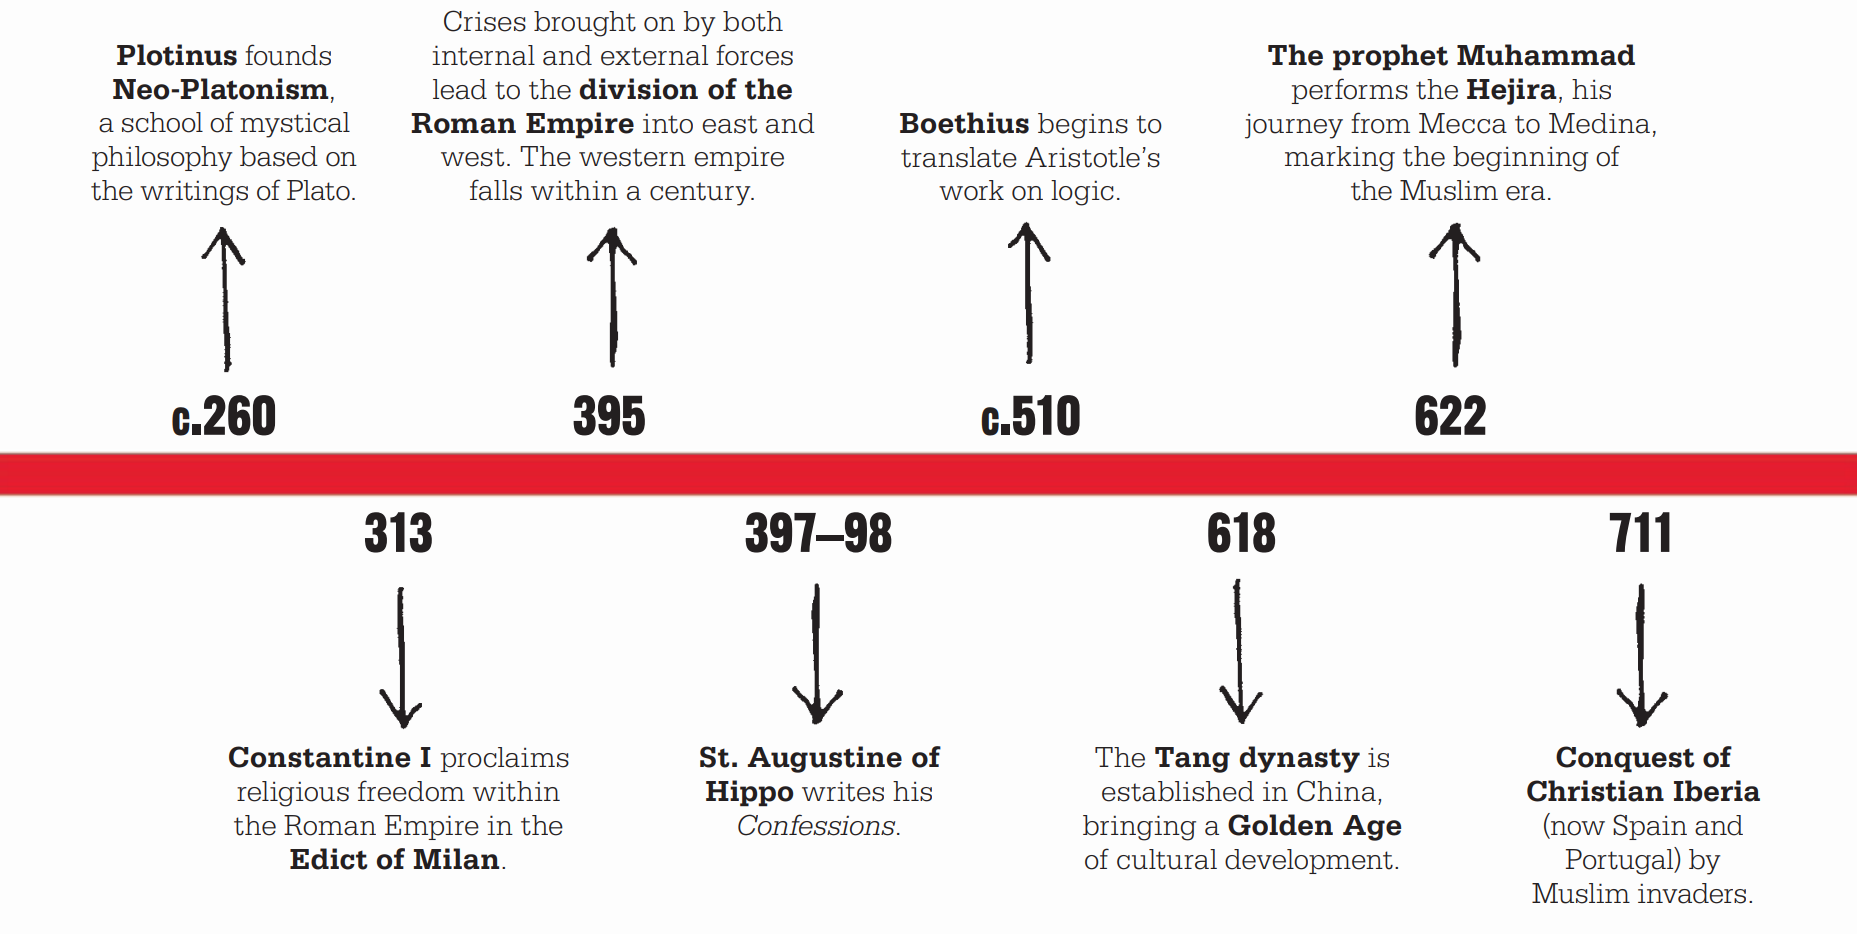 Plotinus founds
Neo-Platonism,
a school of mystical
philosophy based on
the writings of Plato.
Crises brought on by both
internal and external forces
lead to the division of the
Roman Empire into east and
west. The western empire
falls within a century.
Boethius begins to
translate Aristotle's
work on logic.
The prophet Muhammad
performs the Hejira, his
journey from Mecca to Medina,
marking the beginning of
the Muslim era.
c.260
395
c.510
622
313
397–98
618
711
Constantine I proclaims
religious freedom within
the Roman Empire in the
Edict of Milan.
St. Augustine of
Hippo writes his
Confessions.
The Tang dynasty is
established in China,
bringing a Golden Age
of cultural development.
Conquest of
Christian Iberia
(now Spain and
Portugal) by
Muslim invaders.